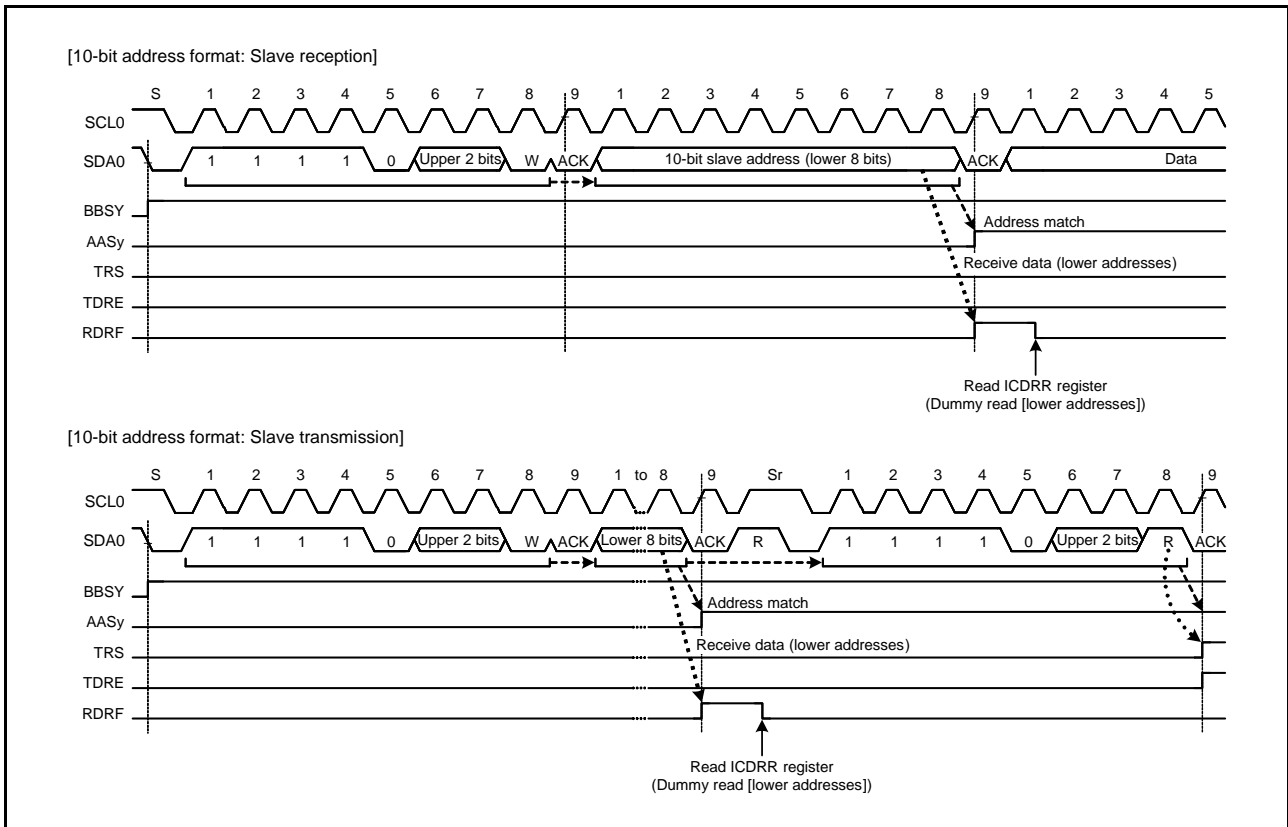 [10-bit address format: Slave reception]
S 1 2 3 4 5 6 7 8 9 1 2 3 4 5 6 7 8 9 1 2 3 4 5
SCL0
SDA0 1 1 1 1 0 Upper 2 bits W ACK 10-bit slave address (lower 8 bits) ACK Data
BBSY
Address match
AASy
Receive data (lower addresses)
TRS
TDRE
RDRF
Read ICDRR register
(Dummy read [lower addresses])
[10-bit address format: Slave transmission]
S 1 2 3 4 5 6 7 8 9 1 to 8 9 Sr 1 2 3 4 5 6 7 8 9
SCL0
SDA0 1 1 1 1 0 Upper 2 bits W ACK Lower 8 bits ACK R 1 1 1 1 0 Upper 2 bits R ACK
BBSY
Address match
AASy
Receive data (lower addresses)
TRS
TDRE
RDRF
Read ICDRR register
(Dummy read [lower addresses])